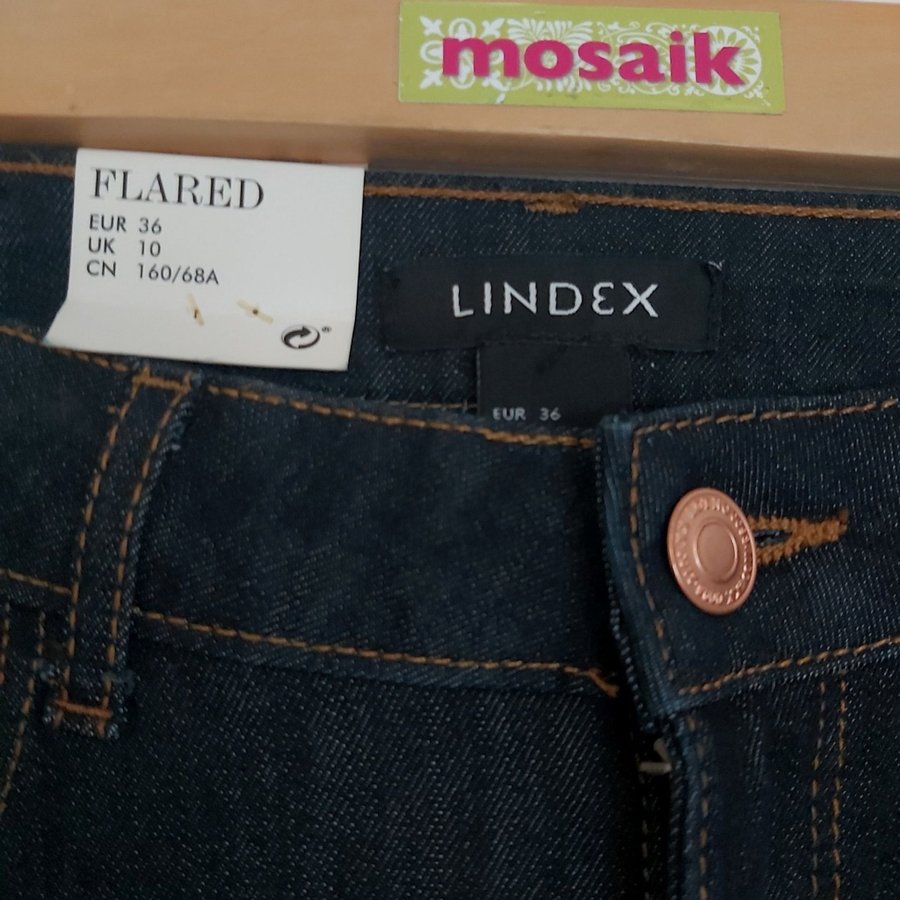 mosaik
FLARED
EUR 36
UK 10
CN 160/68A
LINDEX
EUR 36